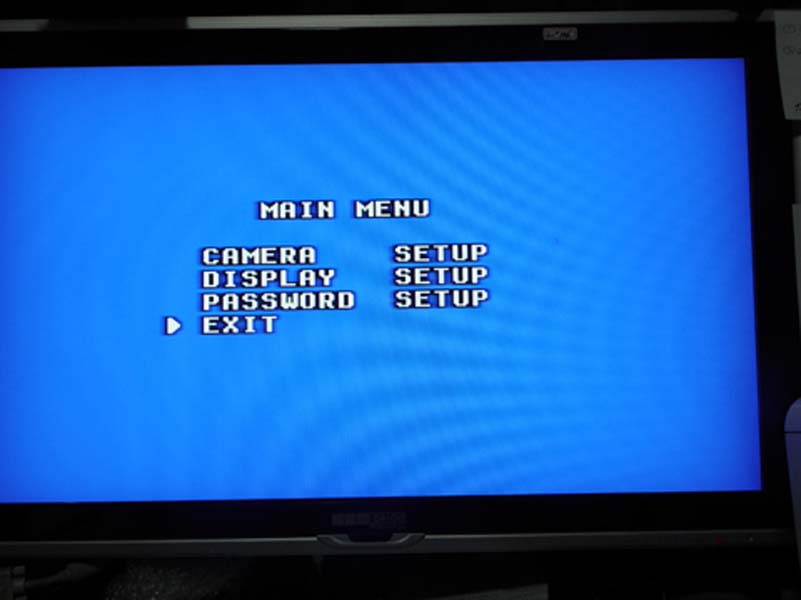 MAIN MENU
CAMERA SETUP
DISPLAY SETUP
PASSWORD SETUP
EXIT